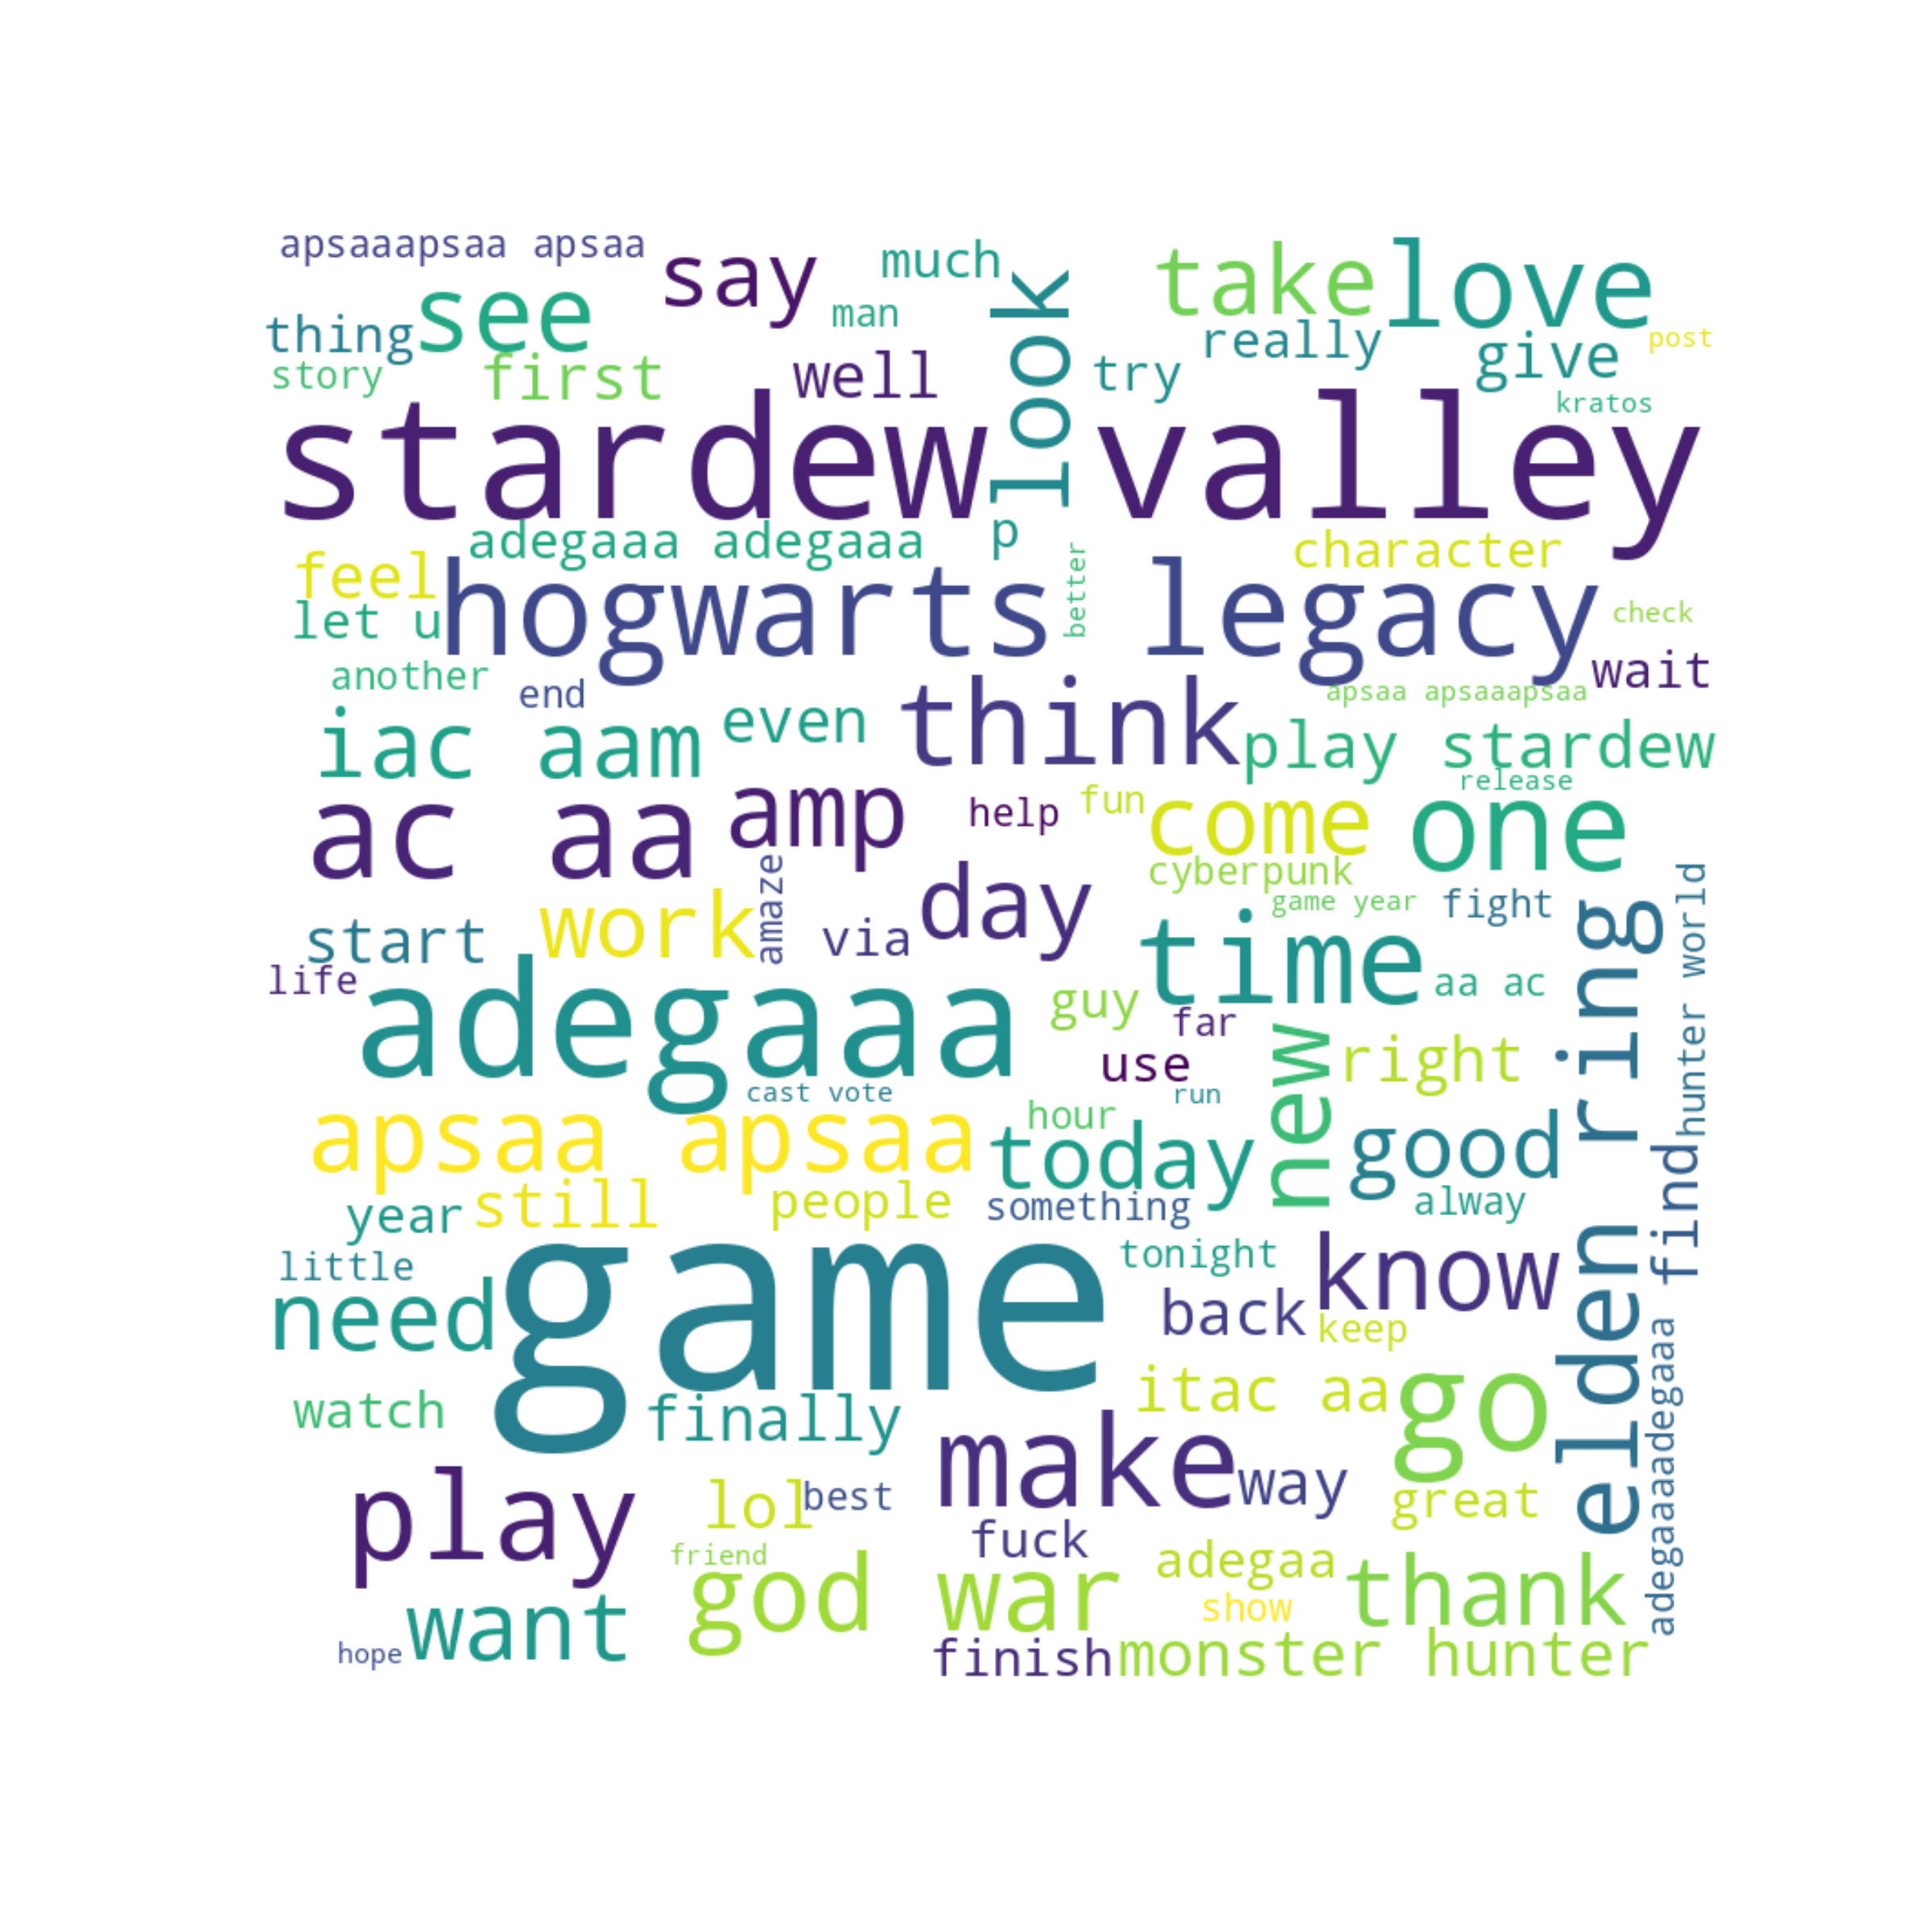 apsaaapsaa apsaa
say
much
look
take
love
see
man
thing
really
post
story
first
well
try
give
kratos
stardew valley
adegaaa adegaaa
p
character
feel
better
hogwarts legacy
let u
check
another
end
wait
apsaa apsaaapsaa
think
iac aam
even
play stardew
release
ac aa
amp
help
fun
come
one
amaze
cyberpunk
day
game year
fight
hunter world
start
work
via
time
elden ring
life
adegaaa
guy
far
aa ac
new
right
use
cast vote
run
apsaa apsaa
hour
today
good
find
year
still
people
something
alway
game
little
tonight
know
need
back
keep
adegaaaadegaaa
watch
finally
itac aa
go
make
way
play
lol
best
great
fuck
friend
god war
adegaa
thank
want
show
hope
finish
monster hunter